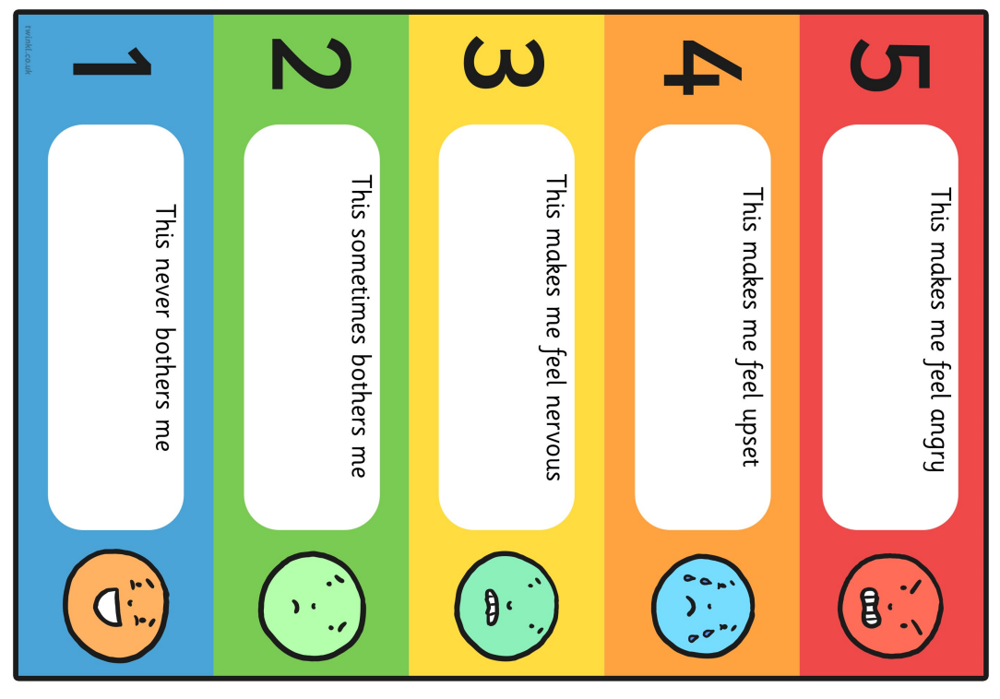 5
This makes me feel angry
4
This makes me feel upset
3
This makes me feel nervous
2
This sometimes bothers me
1
This never bothers me
twinkl.co.uk